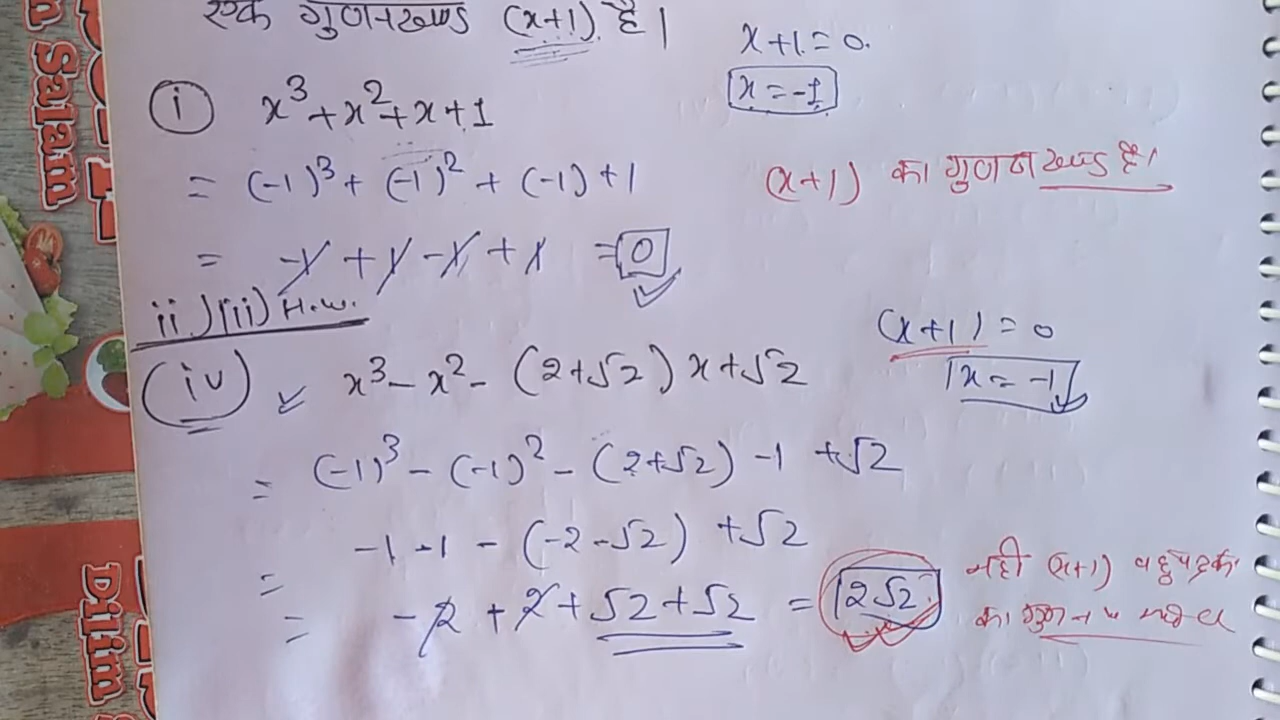 एक गुणनखण्ड (x+1) है।
x+1=0.
x=-1
(i) x³+x²+x+1
= (-1)³+(-1)²+(-1)+1
(x+1) का गुणनखण्ड है।
= -1+1-1+1 =0
ii) iii) H.W.
(x+1)=0
x=-1
(iv) x³-x²-(2+√2)x+√2
= (-1)³-(-1)²-(2+√2)-1+√2
= -1-1-(-2-√2)+√2
= -2+2+√2+√2 = 2√2
नही (x+1) बहुपद
का
Salam